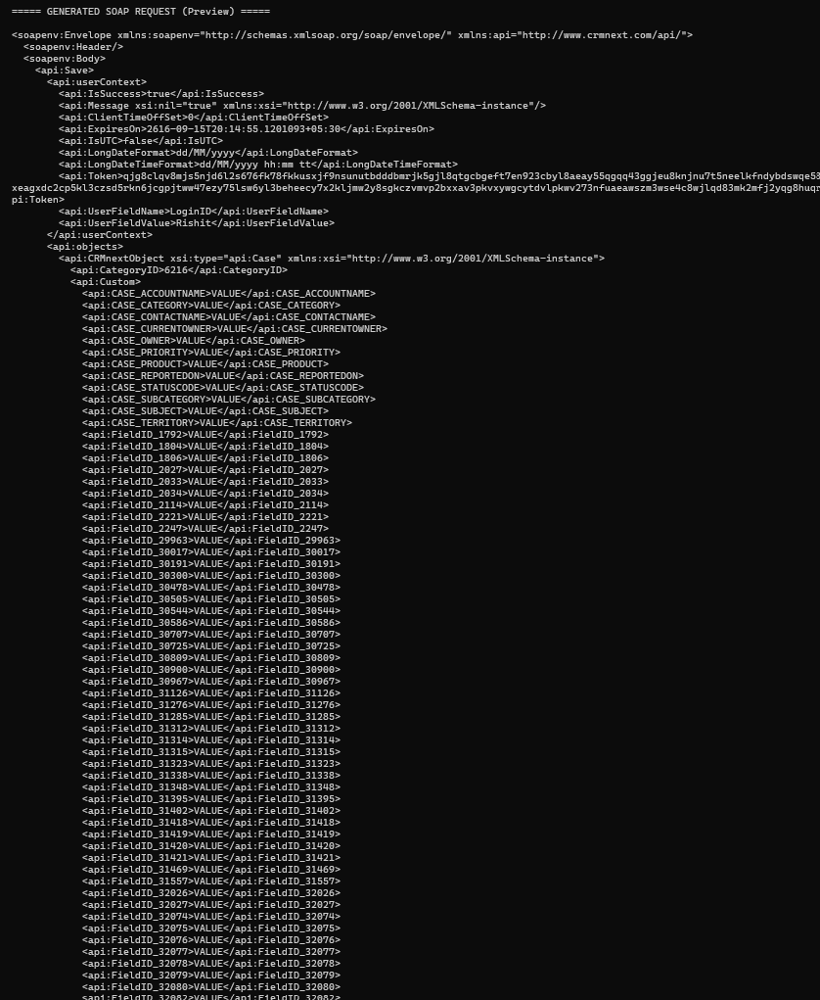 ===== GENERATED SOAP REQUEST (Preview) =====
<soapenv:Envelope xmlns:soapenv="http://schemas.xmlsoap.org/soap/envelope/" xmlns:api="http://www.crmnext.com/api/">
<soapenv:Header/>
<soapenv:Body>
<api:Save>
<api:userContext>
<api:IsSuccess>true</api:IsSuccess>
<api:Message xsi:nil="true" xmlns:xsi="http://www.w3.org/2001/XMLSchema-instance"/>
<api:ClientTimeOffSet>0</api:ClientTimeOffSet>
<api:ExpiresOn>2616-09-15T20:14:55.1201093+05:30</api:ExpiresOn>
<api:IsUTC>false</api:IsUTC>
<api:LongDateFormat>dd/MM/yyyy</api:LongDateFormat>
<api:LongDateTimeFormat>dd/MM/yyyy hh:mm tt</api:LongDateTimeFormat>
<api:Token>
pi:Token>
<api:UserFieldName>LoginID</api:UserFieldName>
<api:UserFieldValue>Rishit</api:UserFieldValue>
</api:userContext>
<api:objects>
<api:CRMnextObject xsi:type="api:Case" xmlns:xsi="http://www.w3.org/2001/XMLSchema-instance">
<api:CategoryID>6216</api:CategoryID>
<api:Custom>
<api:CASE_ACCOUNTNAME>VALUE</api:CASE_ACCOUNTNAME>
<api:CASE_CATEGORY>VALUE</api:CASE_CATEGORY>
<api:CASE_CONTACTNAME>VALUE</api:CASE_CONTACTNAME>
<api:CASE_CURRENTOWNER>VALUE</api:CASE_CURRENTOWNER>
<api:CASE_OWNER>VALUE</api:CASE_OWNER>
<api:CASE_PRIORITY>VALUE</api:CASE_PRIORITY>
<api:CASE_PRODUCT>VALUE</api:CASE_PRODUCT>
<api:CASE_REPORTEDON>VALUE</api:CASE_REPORTEDON>
<api:CASE_STATUSCODE>VALUE</api:CASE_STATUSCODE>
<api:CASE_SUBCATEGORY>VALUE</api:CASE_SUBCATEGORY>
<api:CASE_SUBJECT>VALUE</api:CASE_SUBJECT>
<api:CASE_TERRITORY>VALUE</api:CASE_TERRITORY>
<api:FieldID_1792>VALUE</api:FieldID_1792>
<api:FieldID_1804>VALUE</api:FieldID_1804>
<api:FieldID_1806>VALUE</api:FieldID_1806>
<api:FieldID_2027>VALUE</api:FieldID_2027>
<api:FieldID_2033>VALUE</api:FieldID_2033>
<api:FieldID_2034>VALUE</api:FieldID_2034>
<api:FieldID_2114>VALUE</api:FieldID_2114>
<api:FieldID_2221>VALUE</api:FieldID_2221>
<api:FieldID_2247>VALUE</api:FieldID_2247>
<api:FieldID_29963>VALUE</api:FieldID_29963>
<api:FieldID_30017>VALUE</api:FieldID_30017>
<api:FieldID_30191>VALUE</api:FieldID_30191>
<api:FieldID_30300>VALUE</api:FieldID_30300>
<api:FieldID_30478>VALUE</api:FieldID_30478>
<api:FieldID_30505>VALUE</api:FieldID_30505>
<api:FieldID_30544>VALUE</api:FieldID_30544>
<api:FieldID_30586>VALUE</api:FieldID_30586>
<api:FieldID_30707>VALUE</api:FieldID_30707>
<api:FieldID_30725>VALUE</api:FieldID_30725>
<api:FieldID_30809>VALUE</api:FieldID_30809>
<api:FieldID_30900>VALUE</api:FieldID_30900>
<api:FieldID_30967>VALUE</api:FieldID_30967>
<api:FieldID_31126>VALUE</api:FieldID_31126>
<api:FieldID_31276>VALUE</api:FieldID_31276>
<api:FieldID_31285>VALUE</api:FieldID_31285>
<api:FieldID_31312>VALUE</api:FieldID_31312>
<api:FieldID_31314>VALUE</api:FieldID_31314>
<api:FieldID_31315>VALUE</api:FieldID_31315>
<api:FieldID_31323>VALUE</api:FieldID_31323>
<api:FieldID_31338>VALUE</api:FieldID_31338>
<api:FieldID_31348>VALUE</api:FieldID_31348>
<api:FieldID_31395>VALUE</api:FieldID_31395>
<api:FieldID_31402>VALUE</api:FieldID_31402>
<api:FieldID_31418>VALUE</api:FieldID_31418>
<api:FieldID_31419>VALUE</api:FieldID_31419>
<api:FieldID_31420>VALUE</api:FieldID_31420>
<api:FieldID_31421>VALUE</api:FieldID_31421>
<api:FieldID_31469>VALUE</api:FieldID_31469>
<api:FieldID_31557>VALUE</api:FieldID_31557>
<api:FieldID_32026>VALUE</api:FieldID_32026>
<api:FieldID_32027>VALUE</api:FieldID_32027>
<api:FieldID_32074>VALUE</api:FieldID_32074>
<api:FieldID_32075>VALUE</api:FieldID_32075>
<api:FieldID_32076>VALUE</api:FieldID_32076>
<api:FieldID_32077>VALUE</api:FieldID_32077>
<api:FieldID_32078>VALUE</api:FieldID_32078>
<api:FieldID_32079>VALUE</api:FieldID_32079>
<api:FieldID_32080>VALUE</api:FieldID_32080>
<api:FieldID_32082>VALUE</api:FieldID_32082>